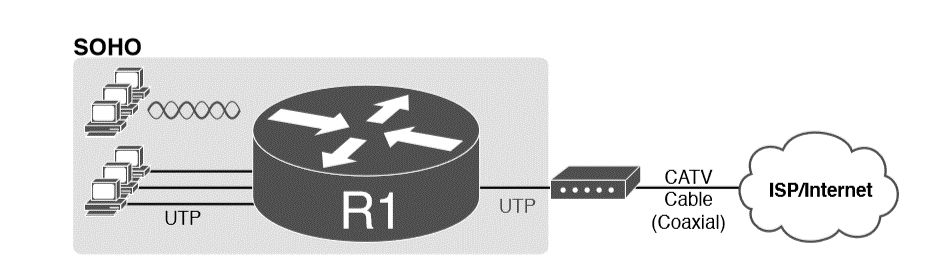 SOHO
UTP
R1
UTP
CATV
Cable
(Coaxial)
ISP/Internet